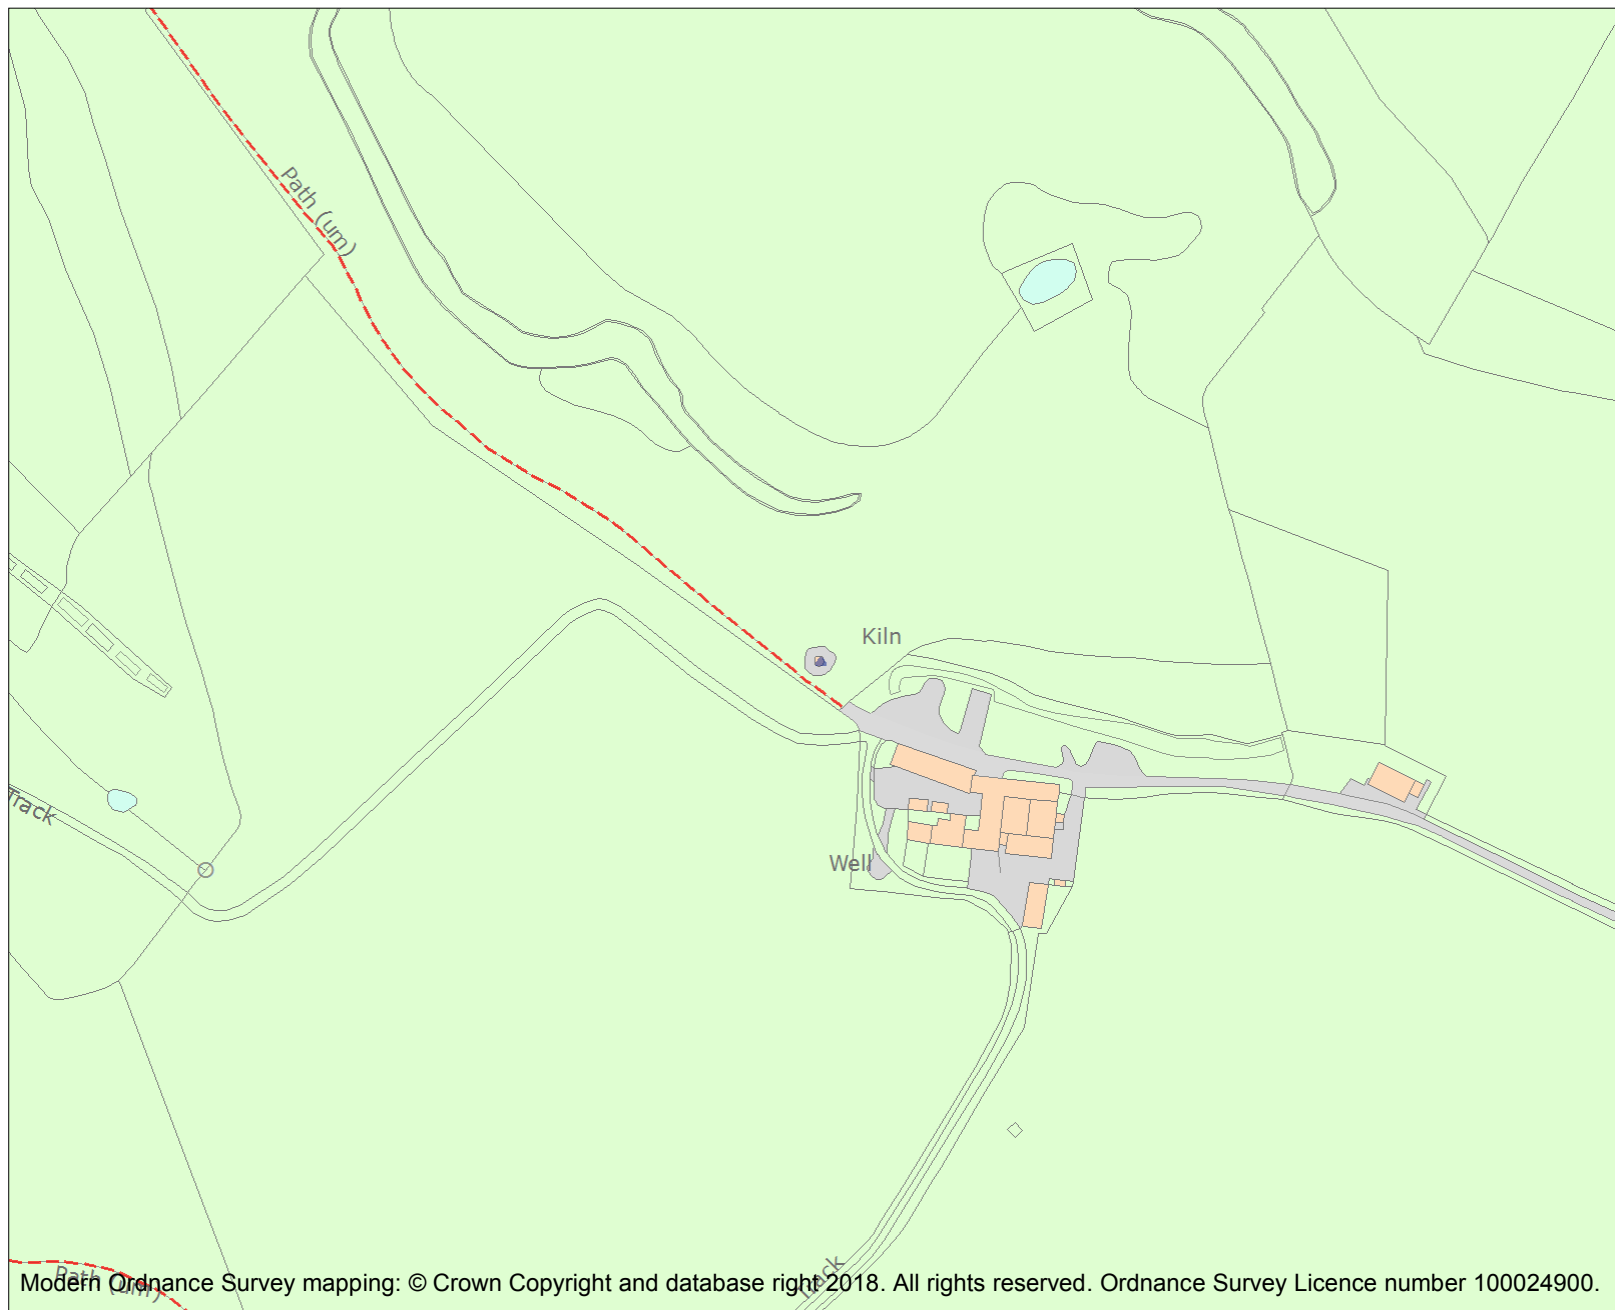 Path (um)
Kiln
Track
Well
Track
Path (um)
Modern Ordnance Survey mapping: © Crown Copyright and database right 2018. All rights reserved. Ordnance Survey Licence number 100024900.